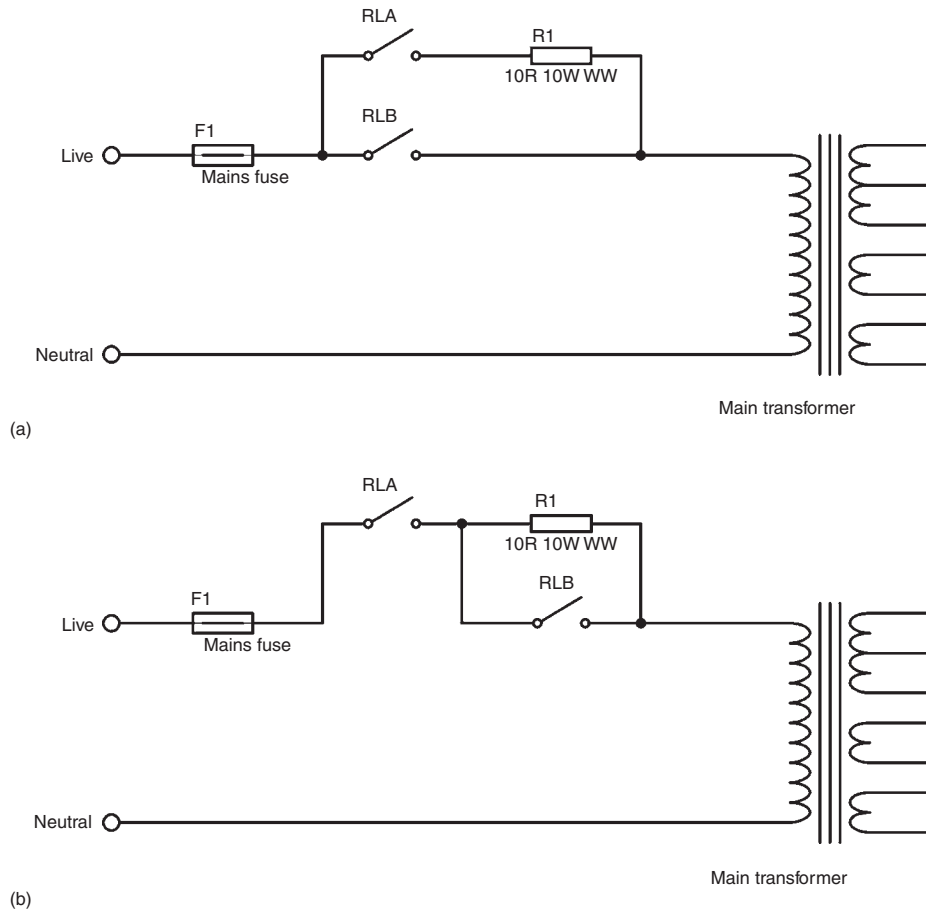 RLA
R1
10R 10W WW
RLB
F1
Live
Mains fuse
Neutral
Main transformer
(a)
RLA
R1
10R 10W WW
RLB
F1
Live
Mains fuse
Neutral
Main transformer
(b)